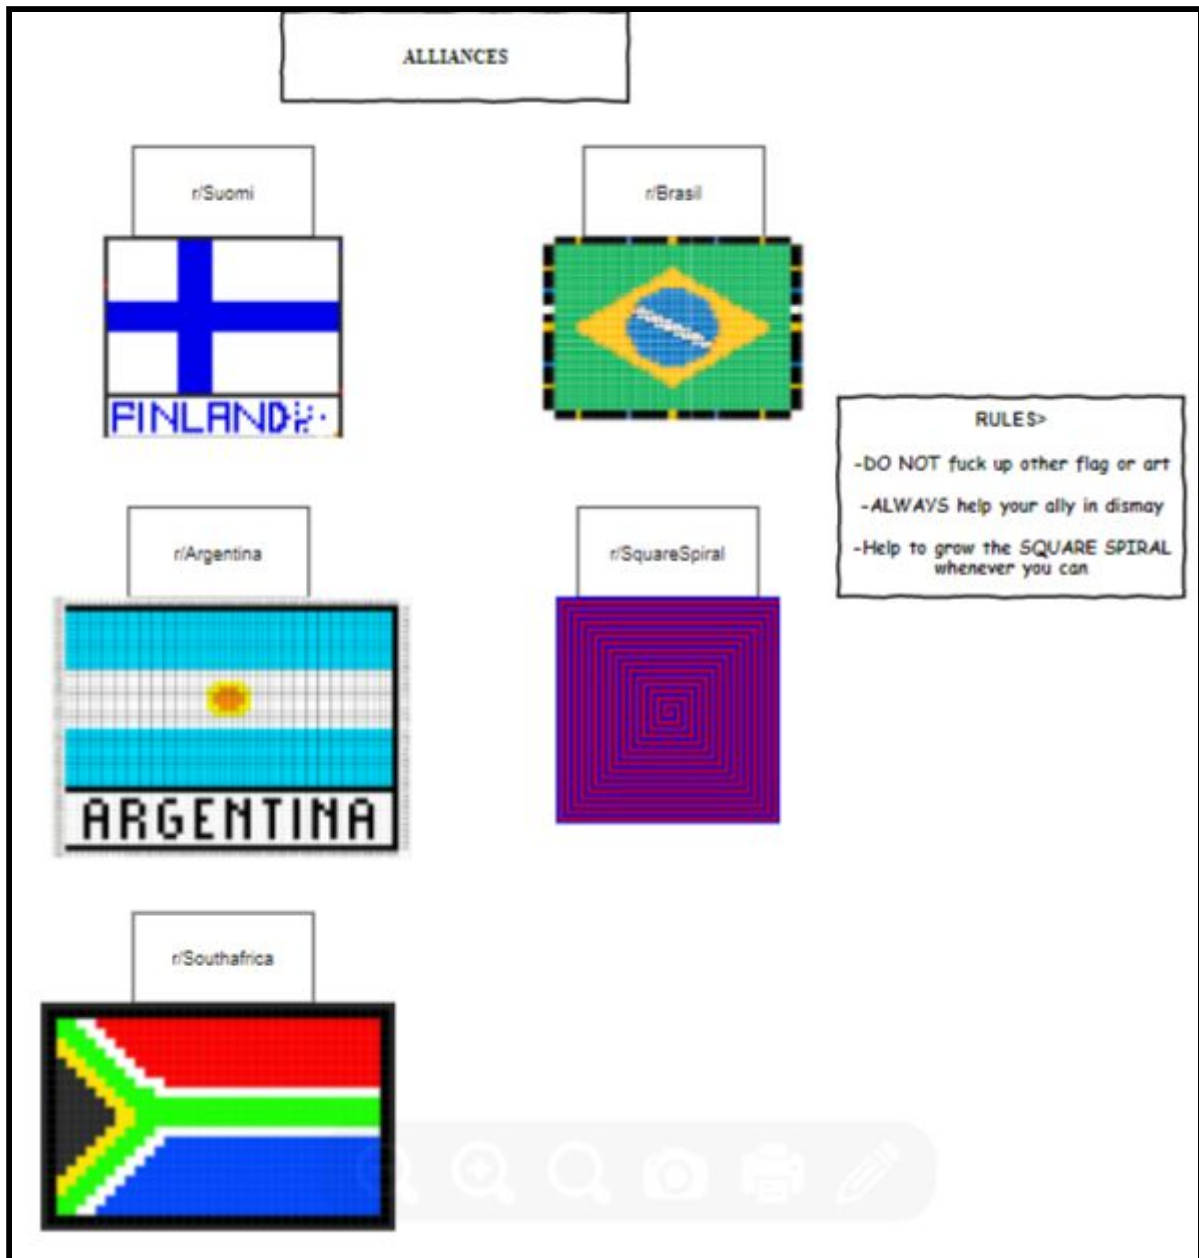 ALLIANCES
r/Suomi
r/Brasil
FINLAND
RULES>
-DO NOT fuck up other flag or art
-ALWAYS help your ally in dismay
-Help to grow the SQUARE SPIRAL
whenever you can
r/Argentina
r/SquareSpiral
ARGENTINA
r/Southafrica